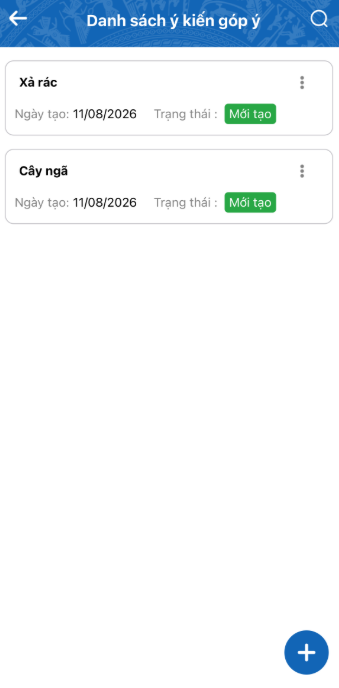 Danh sách ý kiến góp ý
Xả rác
Ngày tạo: 11/08/2026 Trạng thái : Mới tạo
Cây ngã
Ngày tạo: 11/08/2026 Trạng thái : Mới tạo